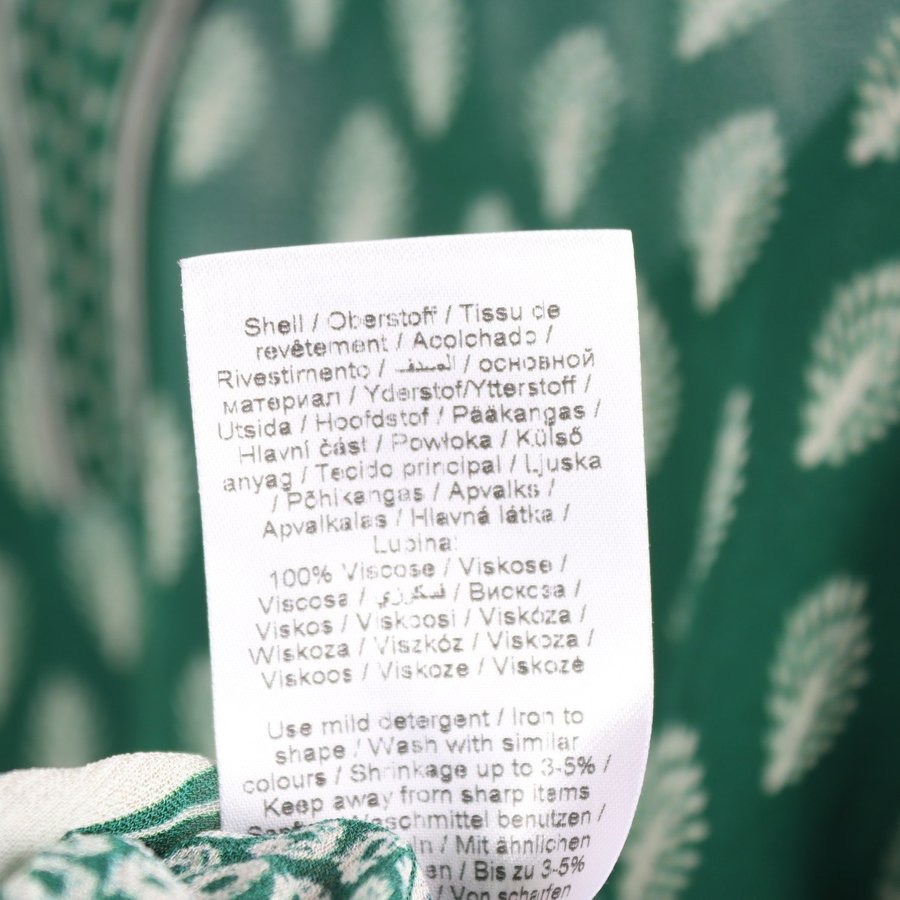 Shell / Oberstoff / Tissu de
revêtement / Acolchado /
Rivestimento / الصدف / основной
материал / Yderstof/Ytterstoff /
Utsida / Hoofdstof / Pääkangas /
Hlavní část / Powłoka / Külső
anyag / Tecido principal / Ljuska
/ Põhikangas / Apvalks /
Apvalkalas / Hlavná látka /
Lupina:
100% Viscose / Viskose /
Viscosa / فسكرزي / Вискоза /
Viskos / Viskoosi / Viskóza /
Wiskoza / Viszkóz / Viskoza /
Viskoos / Viskoze / Viskozė
Use mild detergent / Iron to
shape / Wash with similar
colours / Shrinkage up to 3-5% /
Keep away from sharp items
Waschmittel benutzen /
/ Mit ähnlichen
/ Bis zu 3-5%
/ Von scharfen